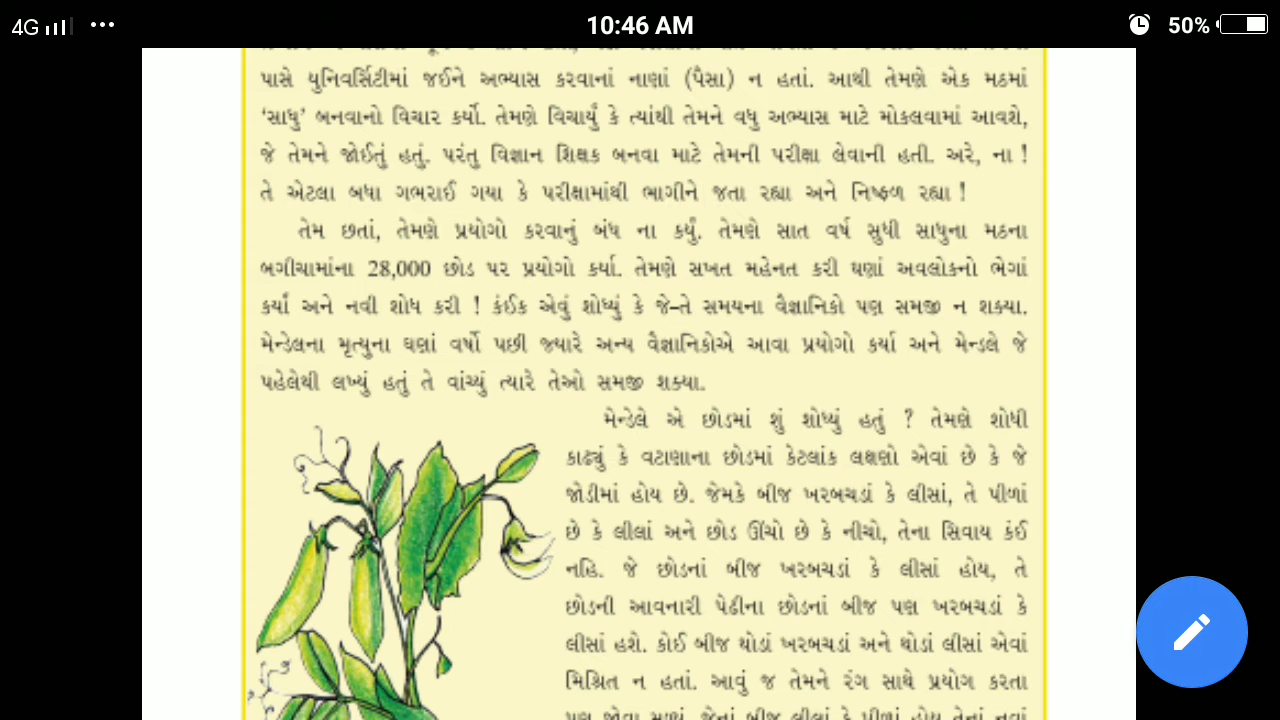 4G
10:46 AM
50%
પાસે યુનિવર્સિટીમાં જઈને અભ્યાસ કરવાનાં નાણાં (પૈસા) ન હતાં. આથી તેમણે એક મઠમાં
‘સાધુ’ બનવાનો વિચાર કર્યો. તેમણે વિચાર્યું કે ત્યાંથી તેમને વધુ અભ્યાસ માટે મોકલવામાં આવશે,
જે તેમને જોઈતું હતું. પરંતુ વિજ્ઞાન શિક્ષક બનવા માટે તેમની પરીક્ષા લેવાની હતી. અરે, ના !
તે એટલા બધા ગભરાઈ ગયા કે પરીક્ષામાંથી ભાગીને જતા રહ્યા અને નિષ્ફળ રહ્યા !
તેમ છતાં, તેમણે પ્રયોગો કરવાનું બંધ ના કર્યું. તેમણે સાત વર્ષ સુધી સાધુના મઠના
બગીચામાંના 28,000 છોડ પર પ્રયોગો કર્યા. તેમણે સખત મહેનત કરી ઘણાં અવલોકનો ભેગાં
કર્યાં અને નવી શોધ કરી ! કંઈક એવું શોધ્યું કે જે–તે સમયના વૈજ્ઞાનિકો પણ સમજી ન શક્યા.
મેન્ડેલના મૃત્યુના ઘણાં વર્ષો પછી જ્યારે અન્ય વૈજ્ઞાનિકોએ આવા પ્રયોગો કર્યા અને મેન્ડલે જે
પહેલેથી લખ્યું હતું તે વાંચ્યું ત્યારે તેઓ સમજી શક્યા.
મેન્ડેલે એ છોડમાં શું શોધ્યું હતું ? તેમણે શોધી
કાઢ્યું કે વટાણાના છોડમાં કેટલાંક લક્ષણો એવાં છે કે જે
જોડીમાં હોય છે. જેમકે બીજ ખરબચડાં કે લીસાં, તે પીળાં
છે કે લીલાં અને છોડ ઊંચો છે કે નીચો, તેના સિવાય કંઈ
નહિ. જે છોડનાં બીજ ખરબચડાં કે લીસાં હોય, તે
છોડની આવનારી પેઢીના છોડનાં બીજ પણ ખરબચડાં કે
લીસાં હશે. કોઈ બીજ થોડાં ખરબચડાં અને થોડાં લીસાં એવાં
મિશ્રિત ન હતાં. આવું જ તેમને રંગ સાથે પ્રયોગ કરતા